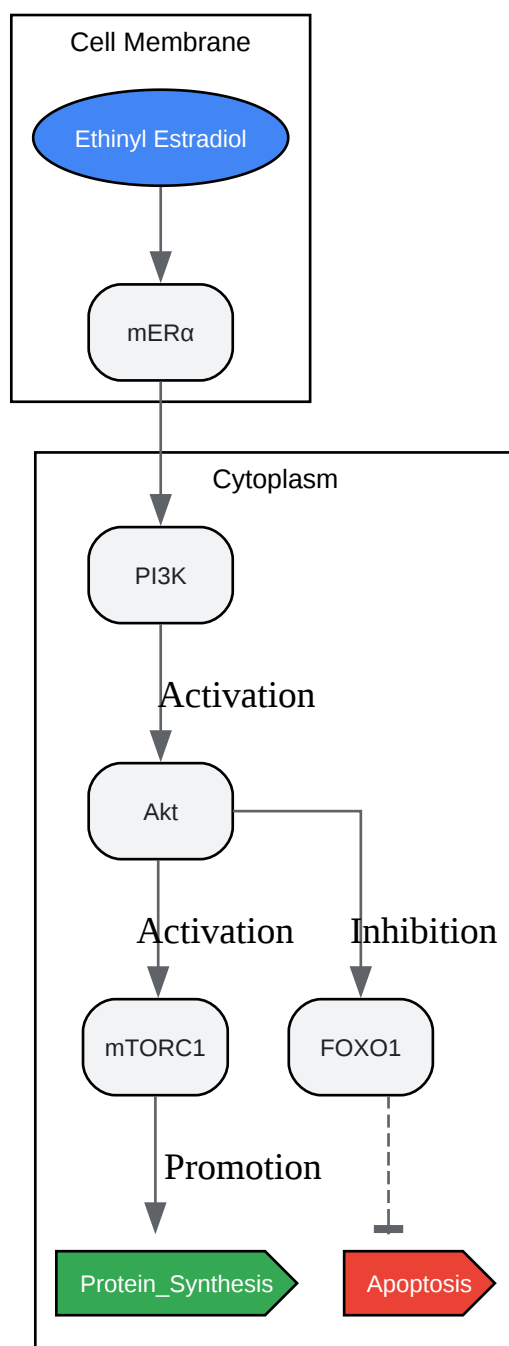 Cell Membrane
Ethinyl Estradiol
mERα
Cytoplasm
PI3K
Activation
Akt
Activation
Inhibition
mTORC1
FOXO1
Promotion
Protein_Synthesis
Apoptosis